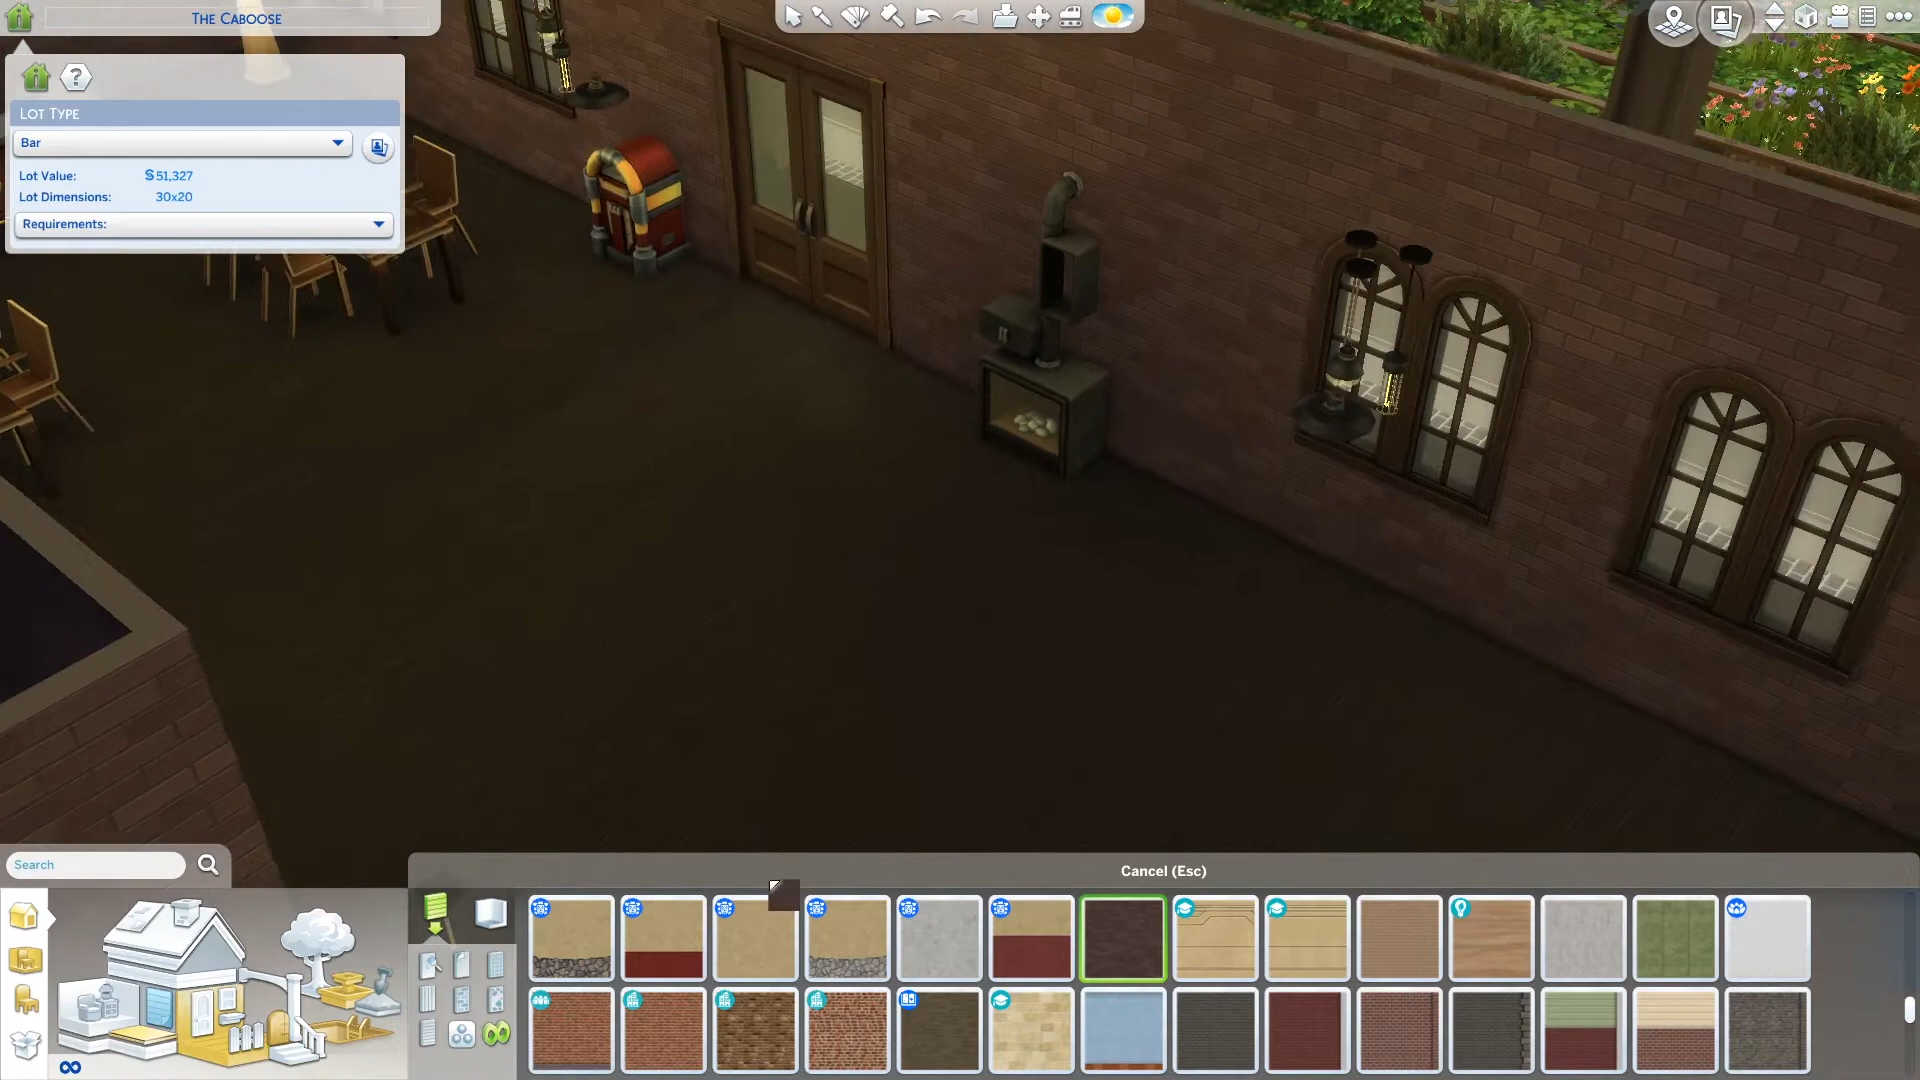 THE CABOOSE
LOT TYPE
Bar
Lot Value: §51,327
Lot Dimensions: 30x20
Requirements:
Search
Cancel (Esc)